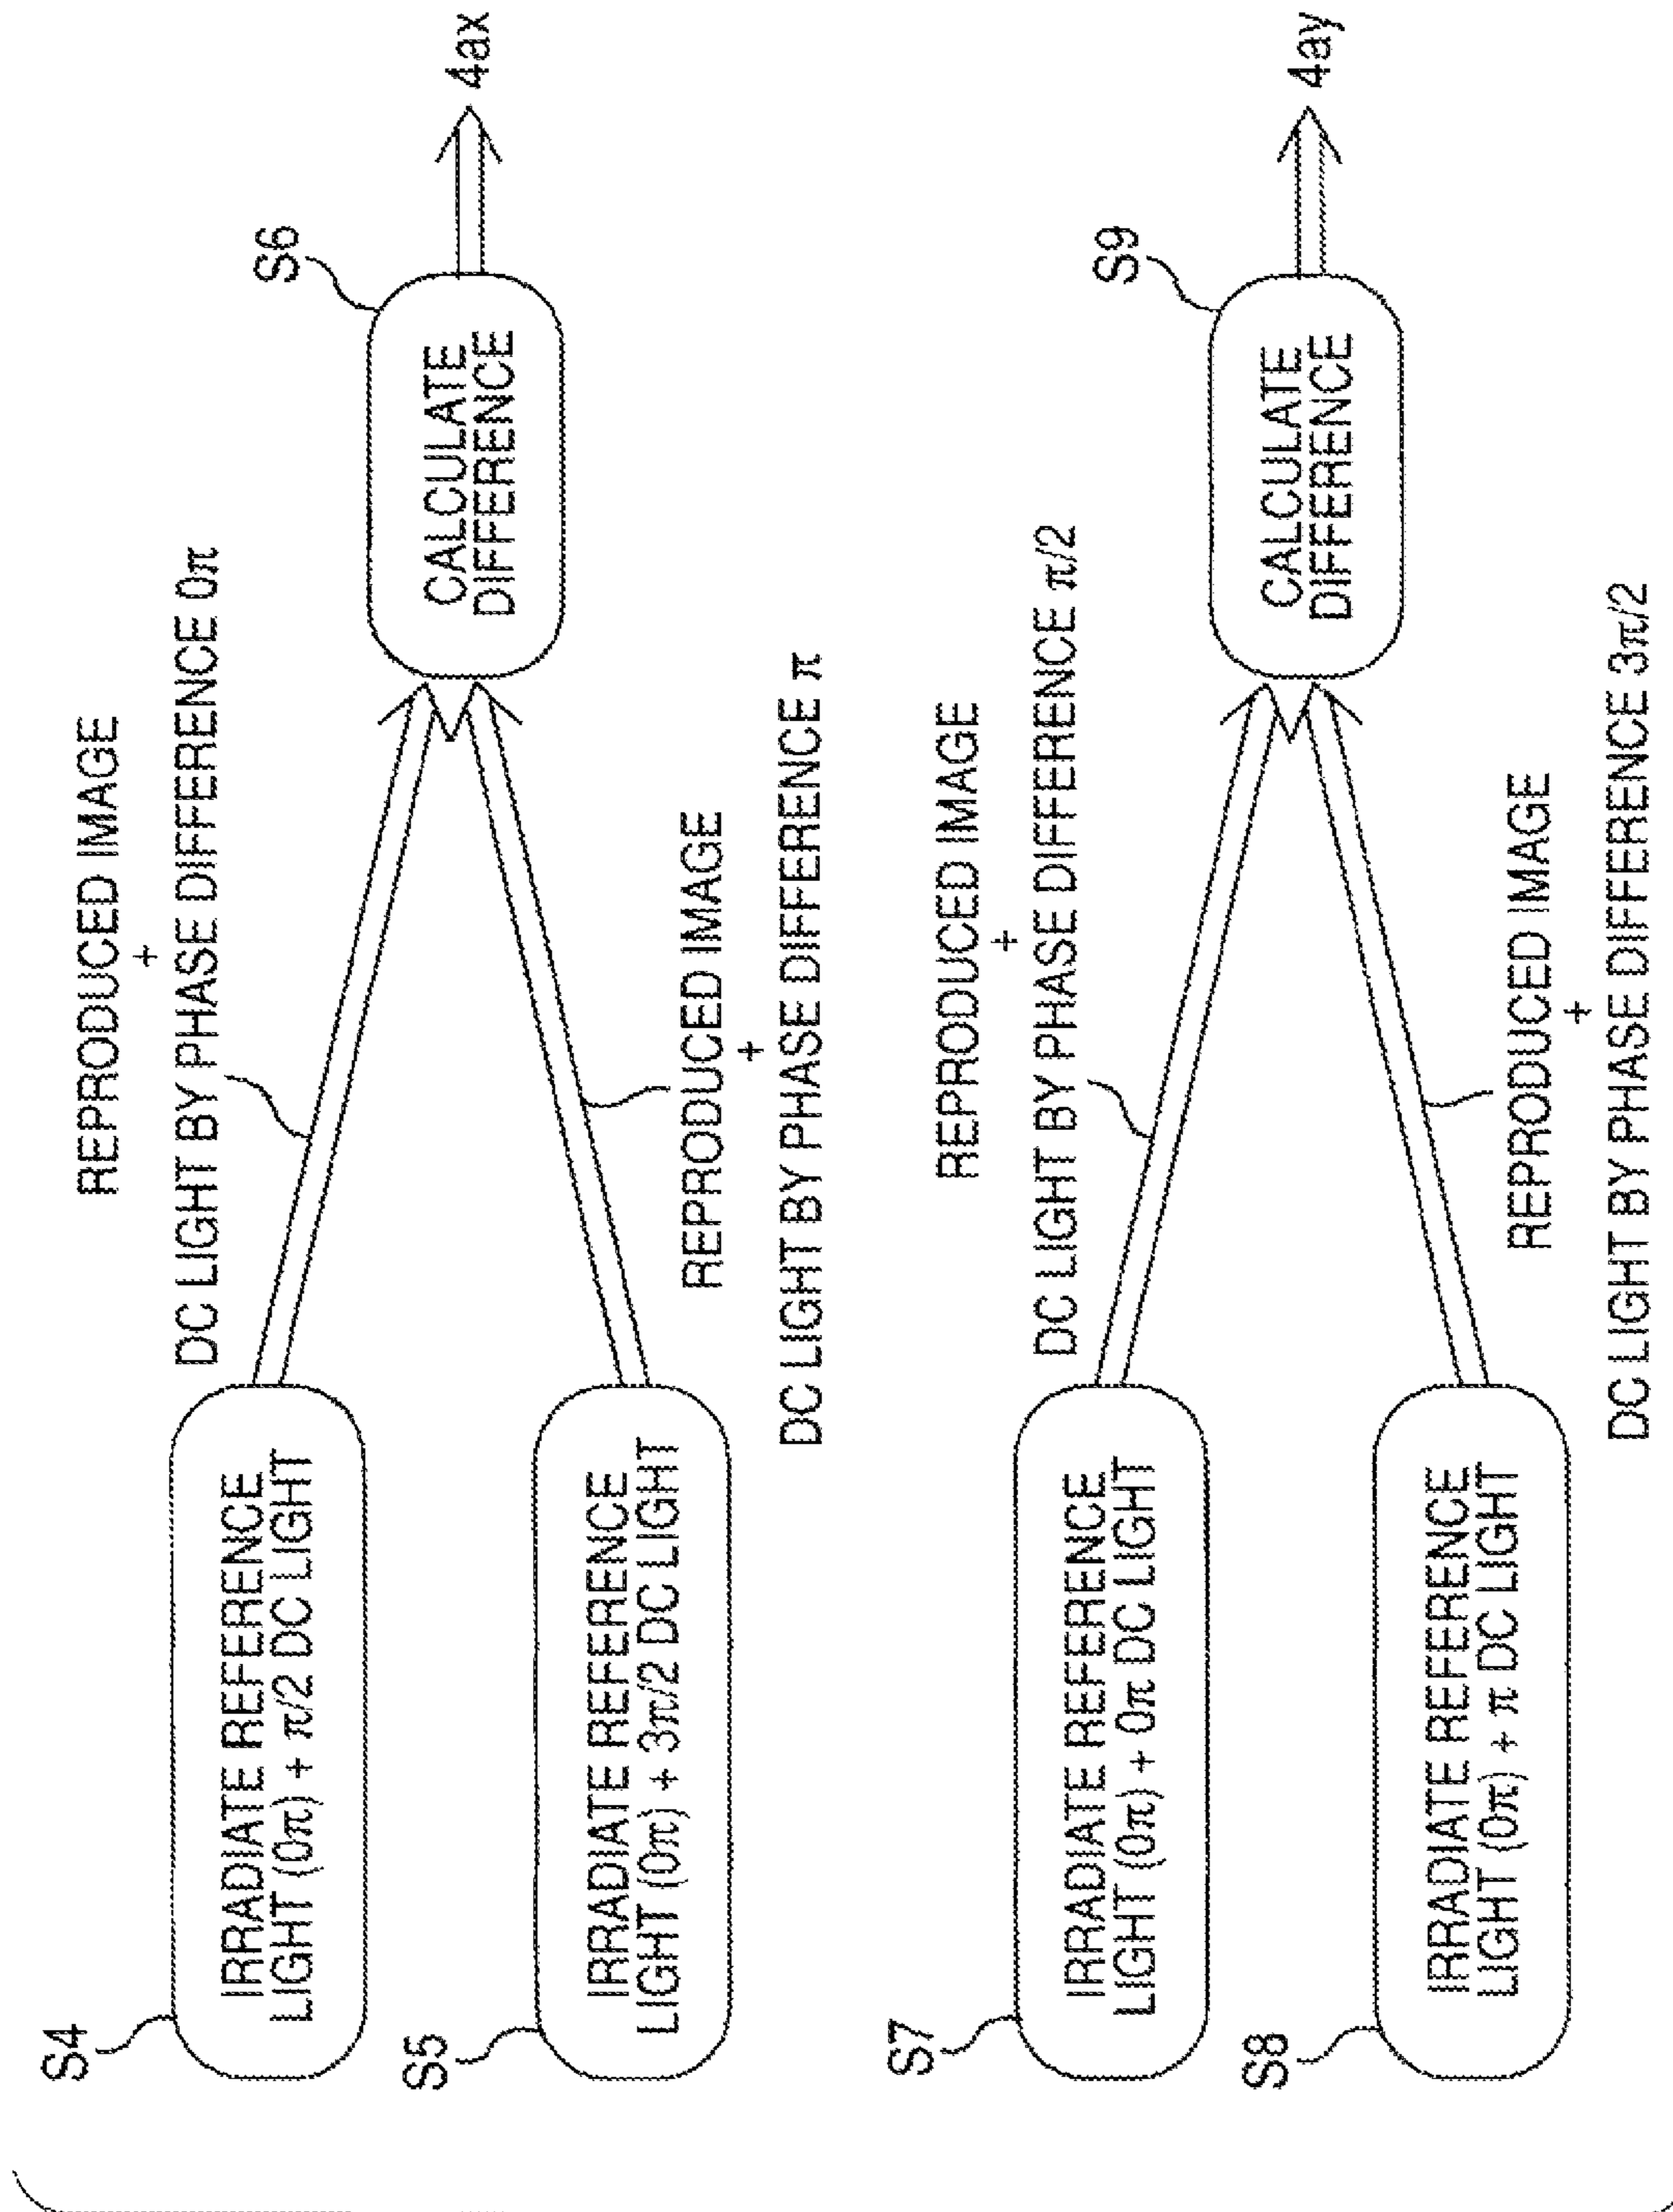 S4
IRRADIATE REFERENCE
LIGHT (0π) + π/2 DC LIGHT
REPRODUCED IMAGE
+
DC LIGHT BY PHASE DIFFERENCE 0π
S5
IRRADIATE REFERENCE
LIGHT (0π) + 3π/2 DC LIGHT
REPRODUCED IMAGE
+
DC LIGHT BY PHASE DIFFERENCE π
S6
CALCULATE
DIFFERENCE
4ax
S7
IRRADIATE REFERENCE
LIGHT (0π) + 0π DC LIGHT
REPRODUCED IMAGE
+
DC LIGHT BY PHASE DIFFERENCE π/2
S8
IRRADIATE REFERENCE
LIGHT (0π) + π DC LIGHT
REPRODUCED IMAGE
+
DC LIGHT BY PHASE DIFFERENCE 3π/2
S9
CALCULATE
DIFFERENCE
4ay